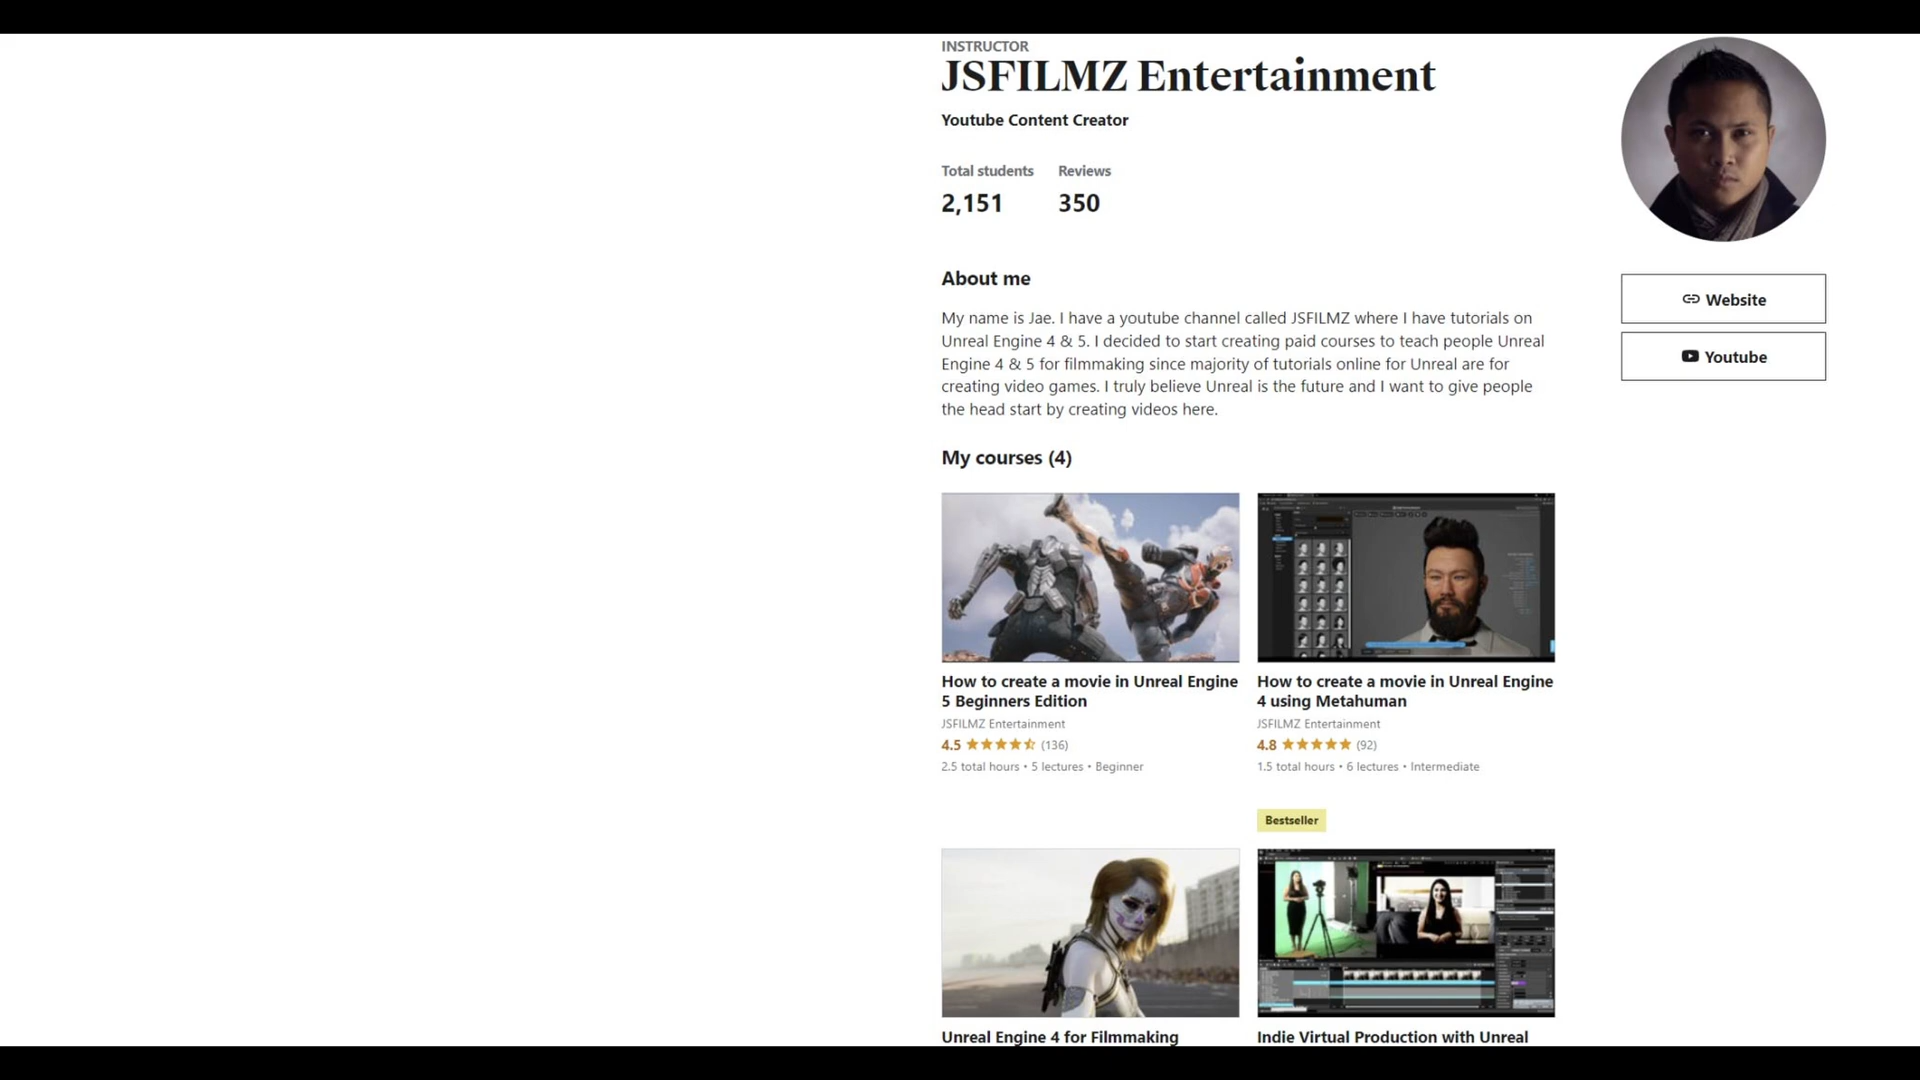 INSTRUCTOR
JSFILMZ Entertainment
Youtube Content Creator
Total students Reviews
2,151 350
Website
Youtube
About me
My name is Jae. I have a youtube channel called JSFILMZ where I have tutorials on
Unreal Engine 4 & 5. I decided to start creating paid courses to teach people Unreal
Engine 4 & 5 for filmmaking since majority of tutorials online for Unreal are for
creating video games. I truly believe Unreal is the future and I want to give people
the head start by creating videos here.
My courses (4)
How to create a movie in Unreal Engine
5 Beginners Edition
JSFILMZ Entertainment
4.5 (136)
2.5 total hours • 5 lectures • Beginner
How to create a movie in Unreal Engine
4 using Metahuman
JSFILMZ Entertainment
4.8 (92)
1.5 total hours • 6 lectures • Intermediate
Bestseller
Unreal Engine 4 for Filmmaking
Indie Virtual Production with Unreal